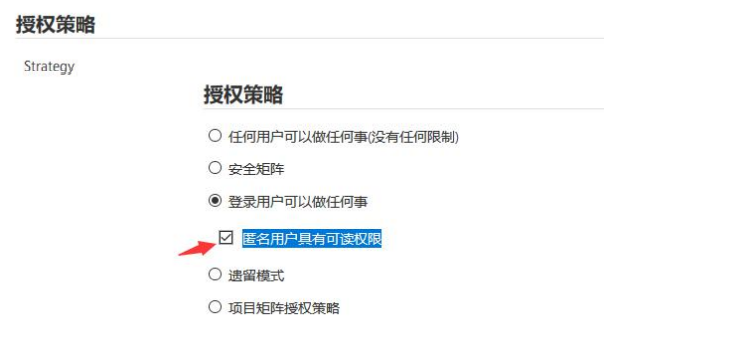 授权策略
Strategy
授权策略
任何用户可以做任何事(没有任何限制)
安全矩阵
登录用户可以做任何事
匿名用户具有可读权限
遗留模式
项目矩阵授权策略